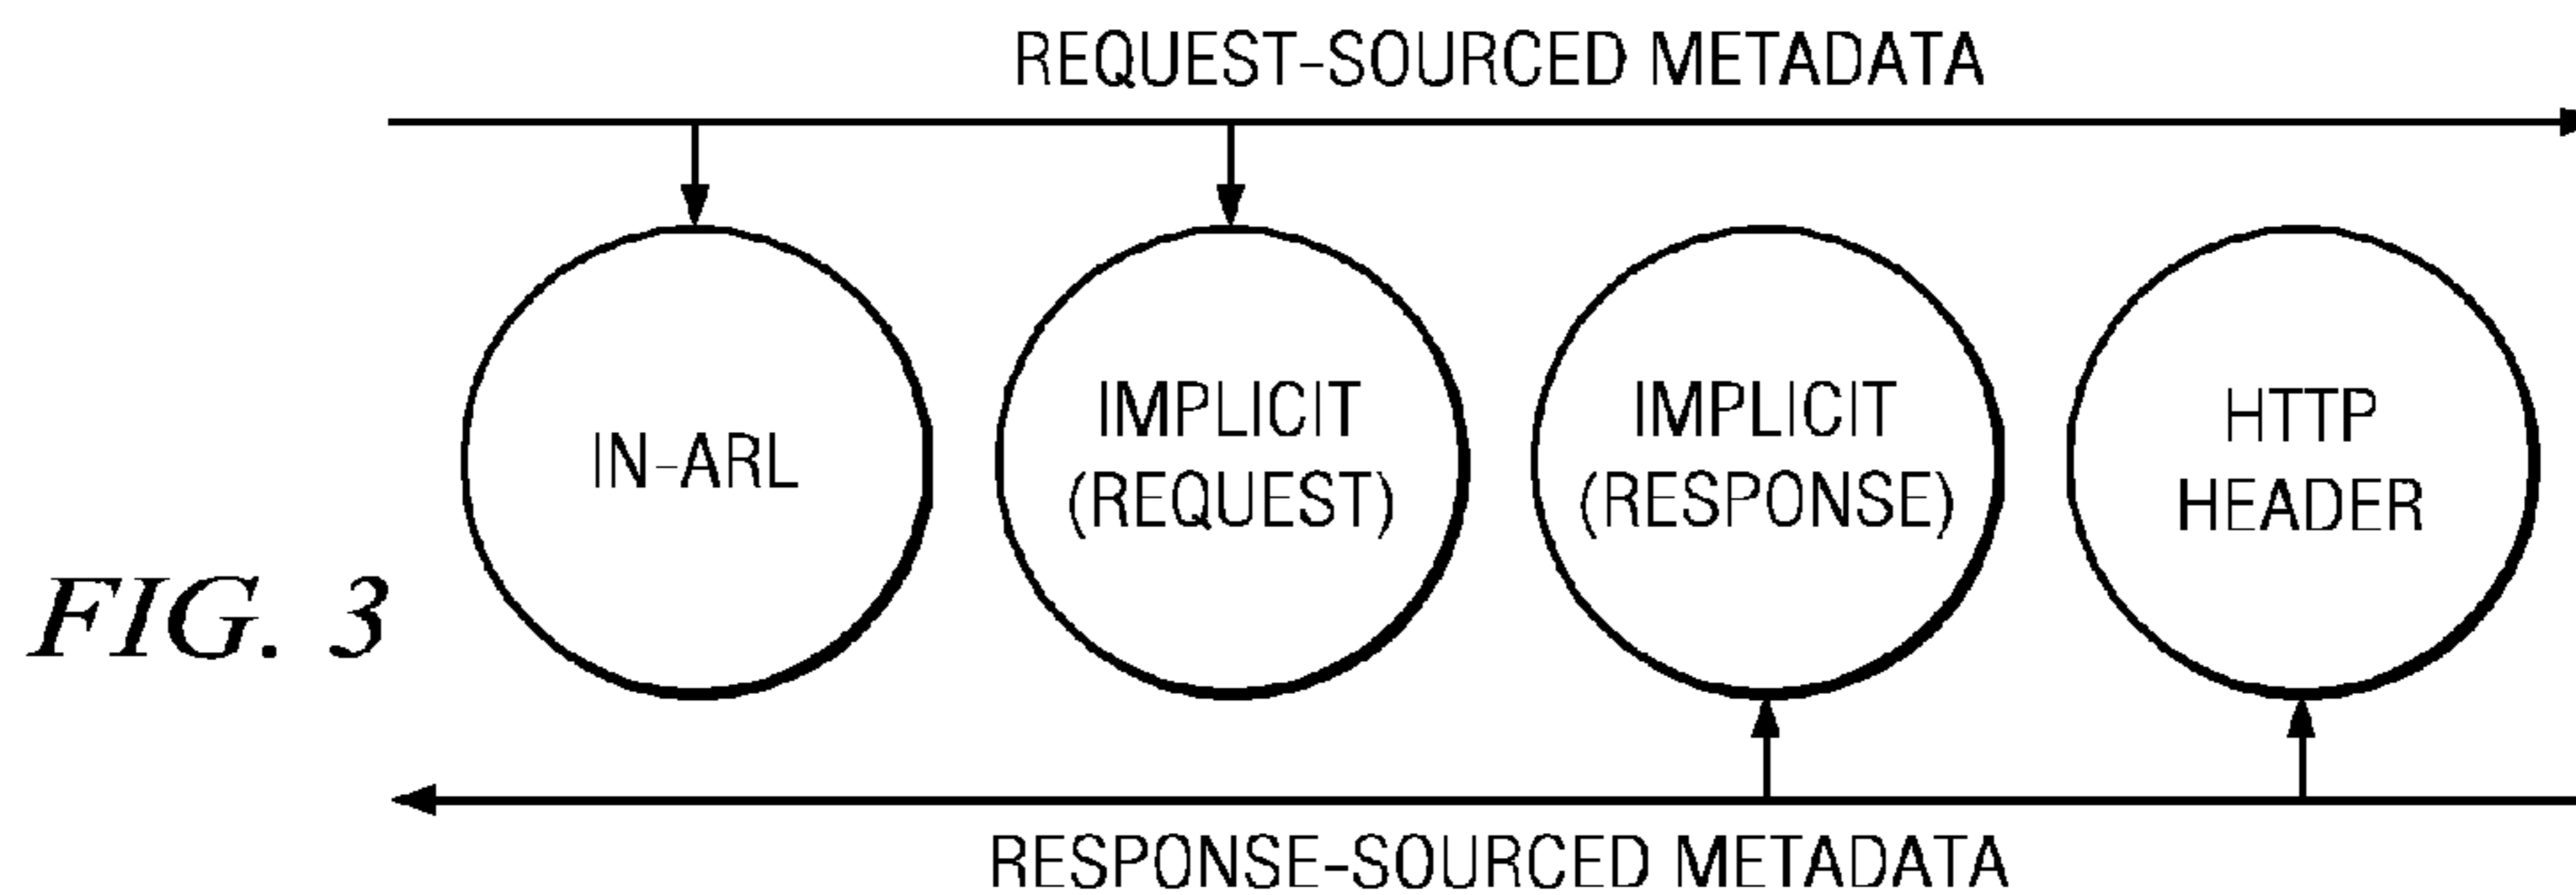 REQUEST-SOURCED METADATA
IN-ARL
IMPLICIT
(REQUEST)
IMPLICIT
(RESPONSE)
HTTP
HEADER
FIG. 3
RESPONSE-SOURCED METADATA